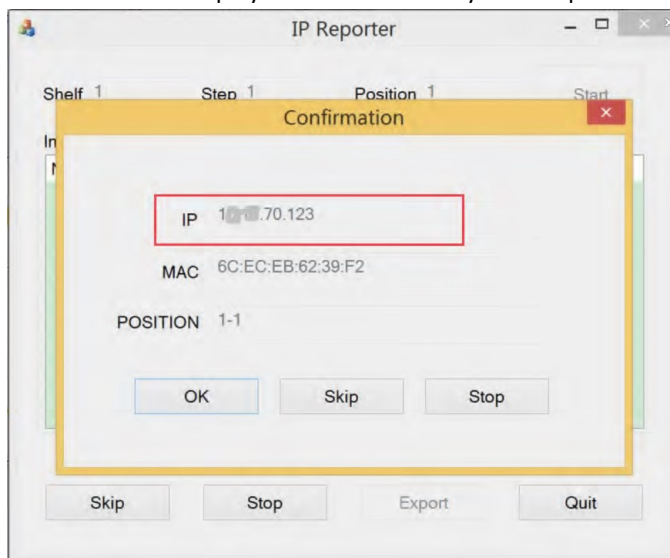 IP Reporter
Shelf 1 Step 1 Position 1 Start
Confirmation
IP .70.123
MAC 6C:EC:EB:62:39:F2
POSITION 1-1
OK Skip Stop
Skip Stop Export Quit